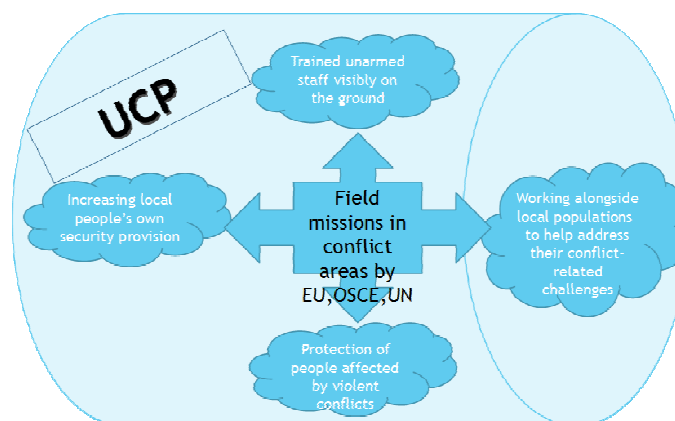 UCP
Trained unarmed
staff visibly on
the ground
Increasing local
people's own
security provision
Field
missions in
conflict
areas by
EU,OSCE,UN
Working alongside
local populations
to help address
their conflict-
related
challenges
Protection of
people affected
by violent
conflicts